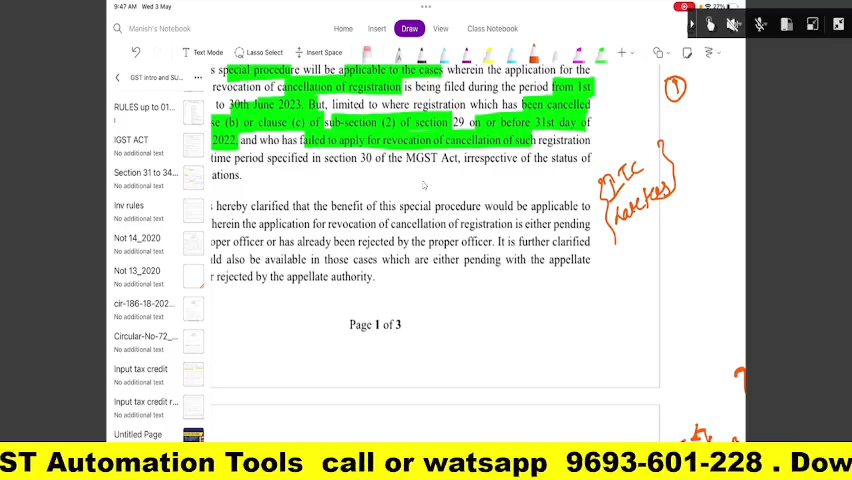 9:47 AM Wed 3 May
27%
Manish's Notebook
Home Insert Draw View Class Notebook
Text Mode Lasso Select Insert Space
GST intro and SU...
RULES up to 01...
No additional text
IGST ACT
No additional text
Section 31 to 34...
No additional text
Inv rules
No additional text
Not 14_2020
No additional text
Not 13_2020
No additional text
cir-186-18-202...
No additional text
Circular-No-72_...
No additional text
Input tax credit
No additional text
Input tax credit r...
No additional text
Untitled Page
s special procedure will be applicable to the cases wherein the application for the
revocation of cancellation of registration is being filed during the period from 1st
to 30th June 2023. But, limited to where registration which has been cancelled
se (b) or clause (c) of sub-section (2) of section 29 on or before 31st day of
2022, and who has failed to apply for revocation of cancellation of such registration
time period specified in section 30 of the MGST Act, irrespective of the status of
ations.
s hereby clarified that the benefit of this special procedure would be applicable to
herein the application for revocation of cancellation of registration is either pending
oper officer or has already been rejected by the proper officer. It is further clarified
uld also be available in those cases which are either pending with the appellate
r rejected by the appellate authority.
Page 1 of 3
1
ITC
ST Automation Tools call or watsapp 9693-601-228 . Dow